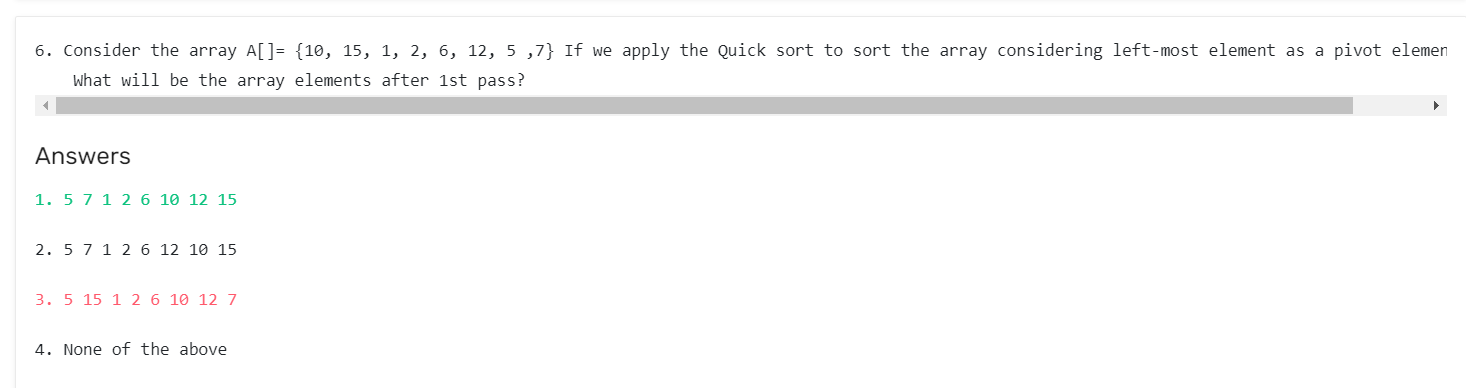 6. Consider the array A[]= {10, 15, 1, 2, 6, 12, 5 ,7} If we apply the Quick sort to sort the array considering left-most element as a pivot elemen
What will be the array elements after 1st pass?
Answers
1. 5 7 1 2 6 10 12 15
2. 5 7 1 2 6 12 10 15
3. 5 15 1 2 6 10 12 7
4. None of the above